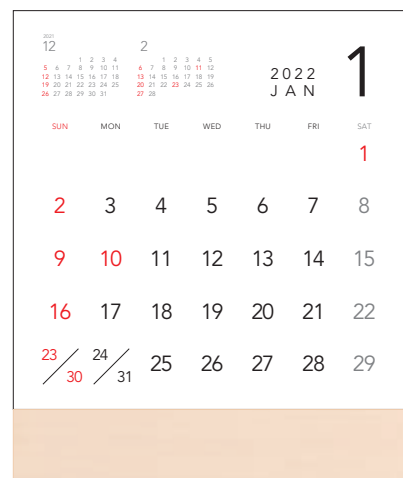 2021
12
1 2 3 4
5 6 7 8 9 10 11
12 13 14 15 16 17 18
19 20 21 22 23 24 25
26 27 28 29 30 31
2
1 2 3 4 5
6 7 8 9 10 11 12
13 14 15 16 17 18 19
20 21 22 23 24 25 26
27 28
2022
JAN
1
SUN MON TUE WED THU FRI SAT
1
2 3 4 5 6 7 8
9 10 11 12 13 14 15
16 17 18 19 20 21 22
23/30 24/31 25 26 27 28 29